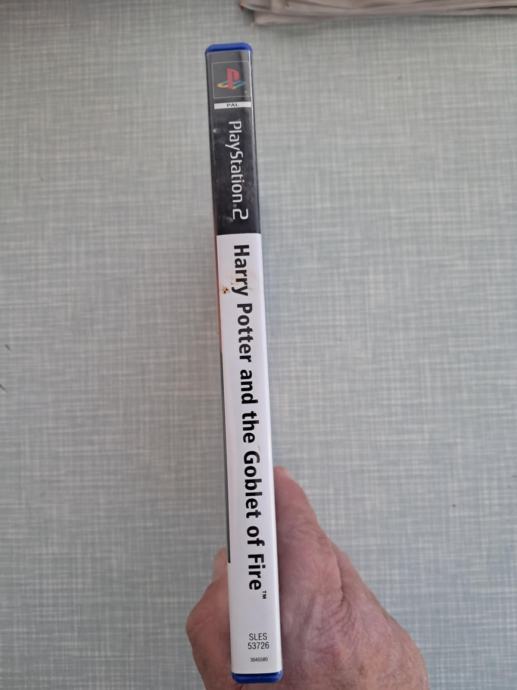 PAL
PlayStation.2
Harry Potter and the Goblet of Fire™
SLES
53726